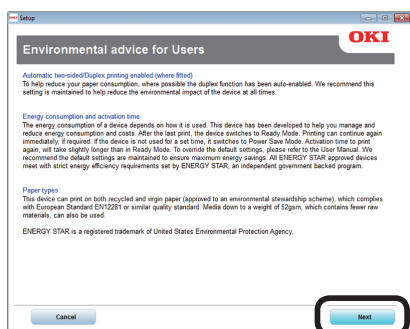 OKI Setup
OKI
Environmental advice for Users
Automatic two-sided/Duplex printing enabled (where fitted)
To help reduce your paper consumption, where possible the duplex function has been auto-enabled. We recommend this
setting is maintained to help reduce the environmental impact of the device at all times.
Energy consumption and activation time
The energy consumption of a device depends on how it is used. This device has been developed to help you manage and
reduce energy consumption and costs. After the last print, the device switches to Ready Mode. Printing can continue again
immediately, if required. If the device is not used for a set time, it switches to Power Save Mode. Activation time to print
again, will take slightly longer than in Ready Mode. To override the default settings, please refer to the User Manual. We
recommend the default settings are maintained to ensure maximum energy savings. All ENERGY STAR approved devices
meet with strict energy efficiency requirements set by ENERGY STAR, an independent government backed program.
Paper types
This device can print on both recycled and virgin paper (approved to an environmental stewardship scheme), which complies
with European Standard EN12281 or similar quality standard. Media down to a weight of 52gsm, which contains fewer raw
materials, can also be used.
ENERGY STAR is a registered trademark of United States Environmental Protection Agency.
Cancel
Next